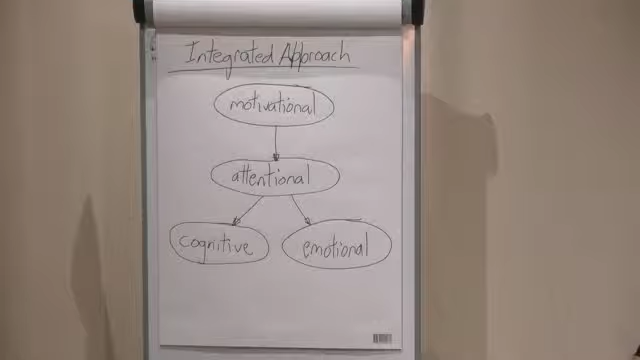 Integrated Approach
motivational
attentional
cognitive emotional